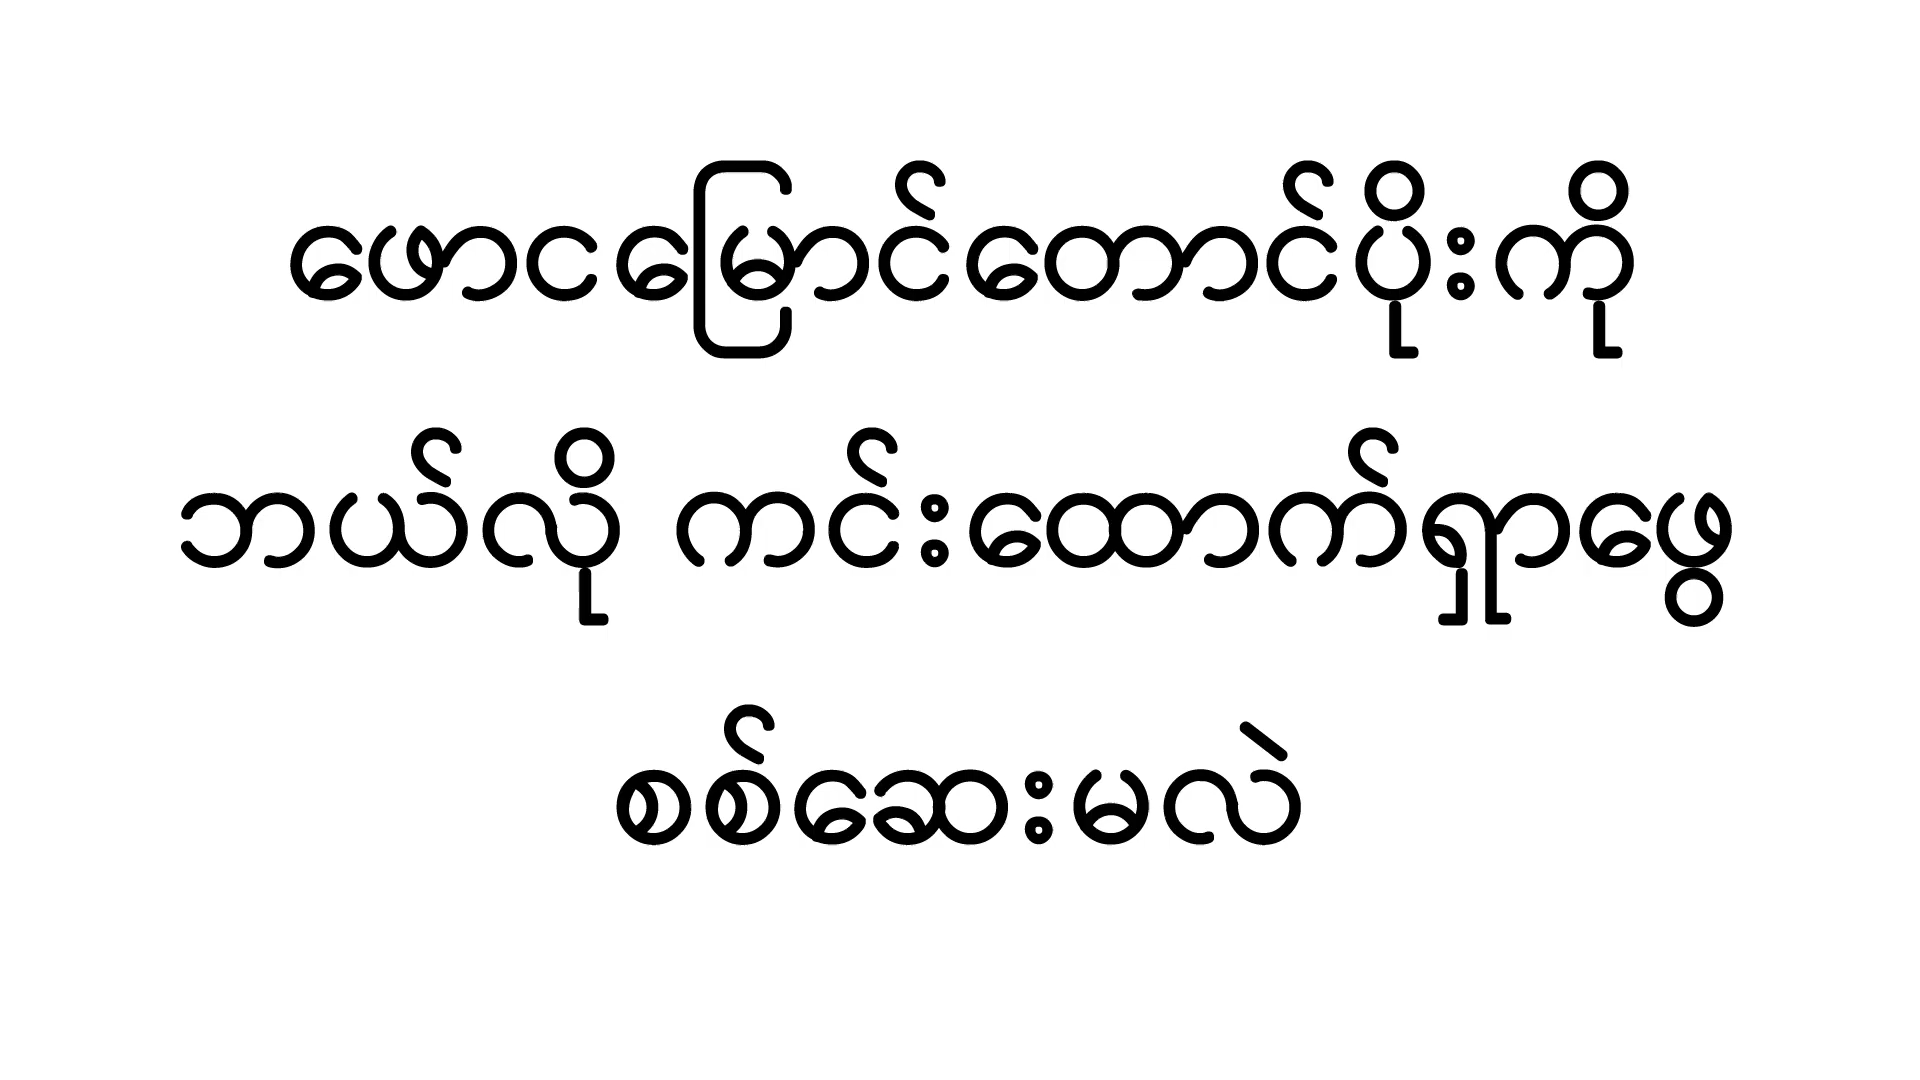 ဖောငမြောင်တောင်ပိုးကို
ဘယ်လို ကင်းထောက်ရှာဖွေ
စစ်ဆေးမလဲ